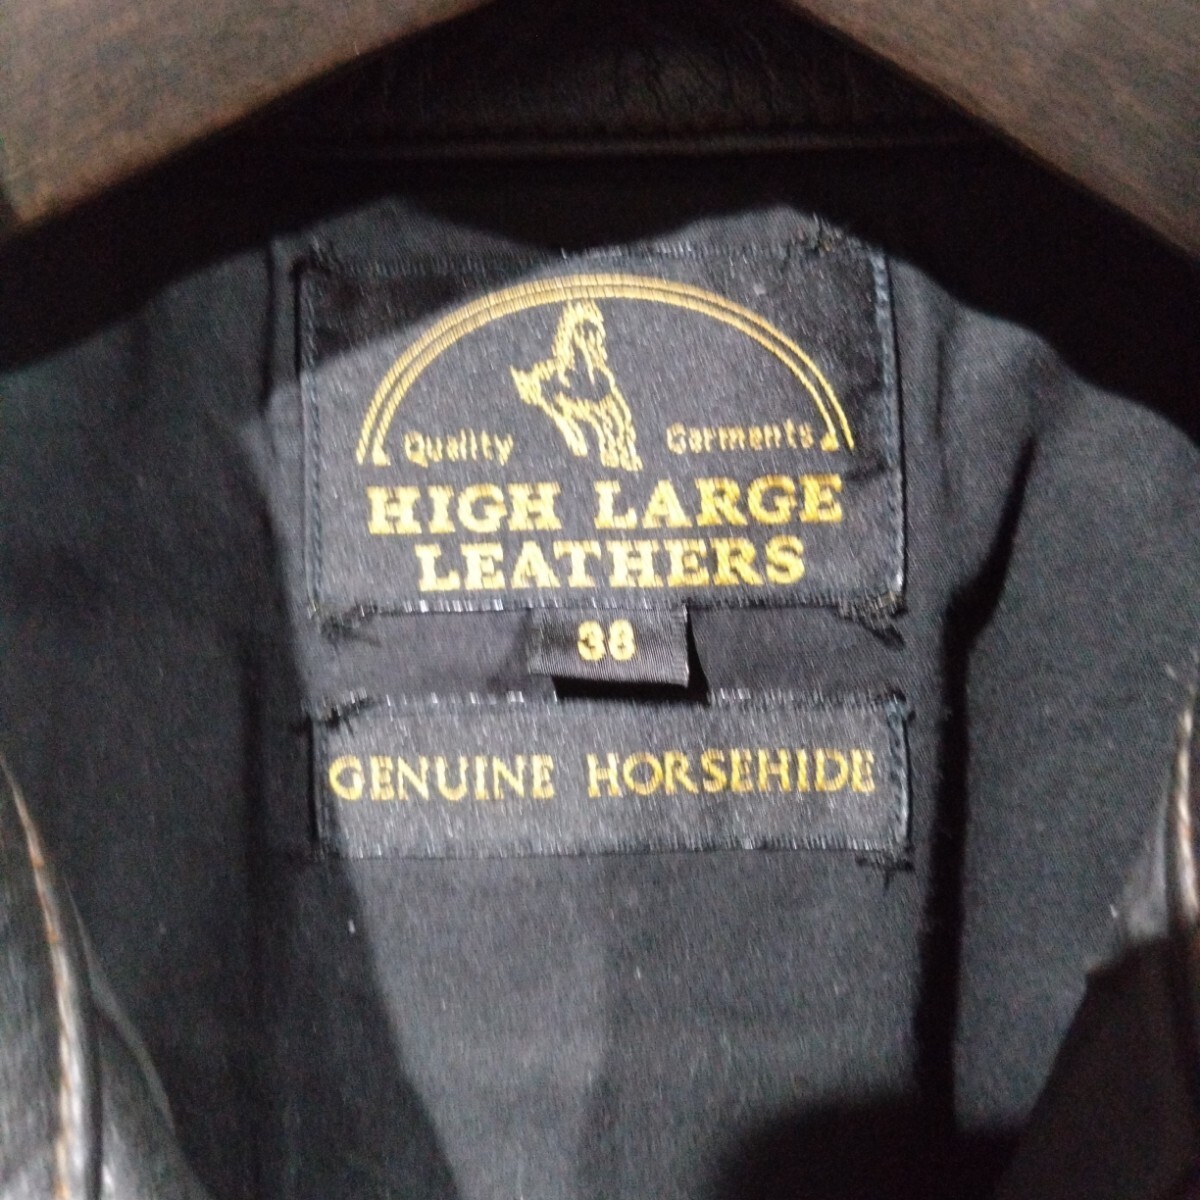 Quality Garments
HIGH LARGE
LEATHERS
38
GENUINE HORSEHIDE